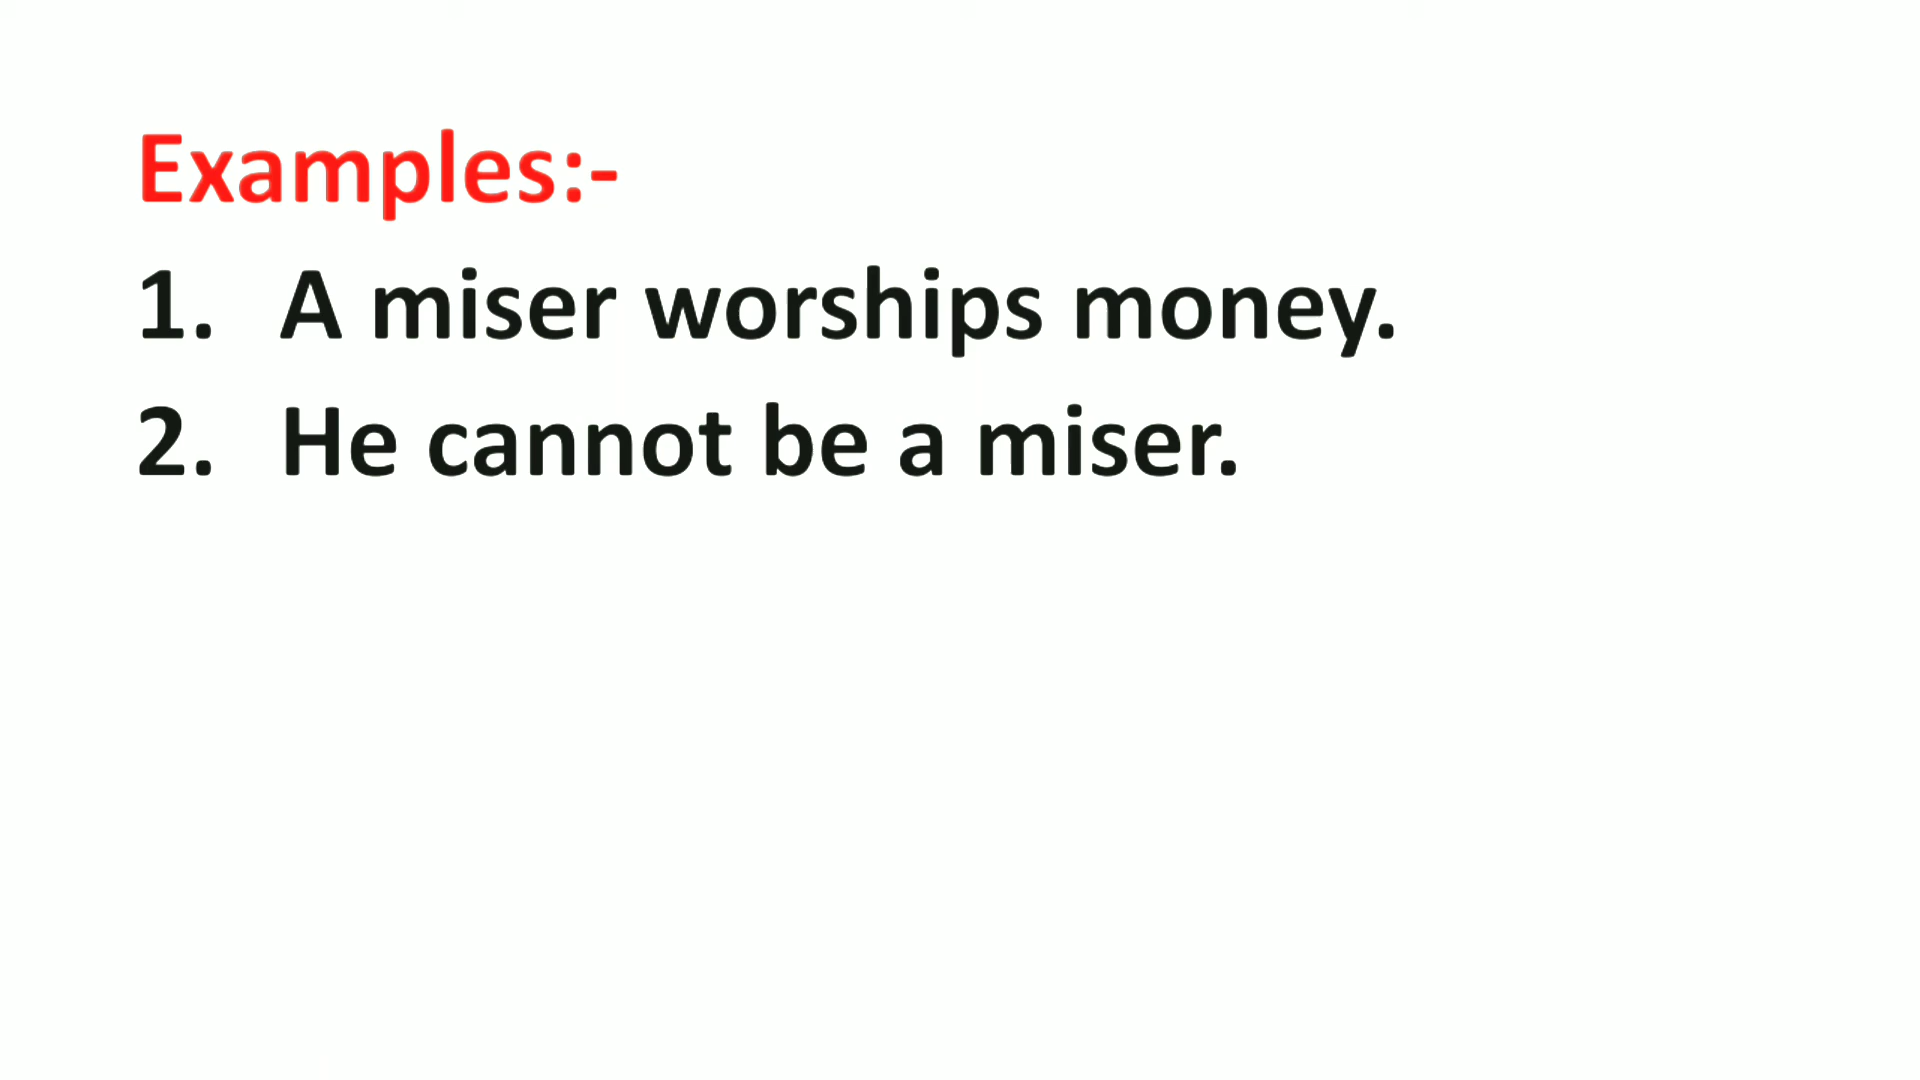 Examples:-
1. A miser worships money.
2. He cannot be a miser.